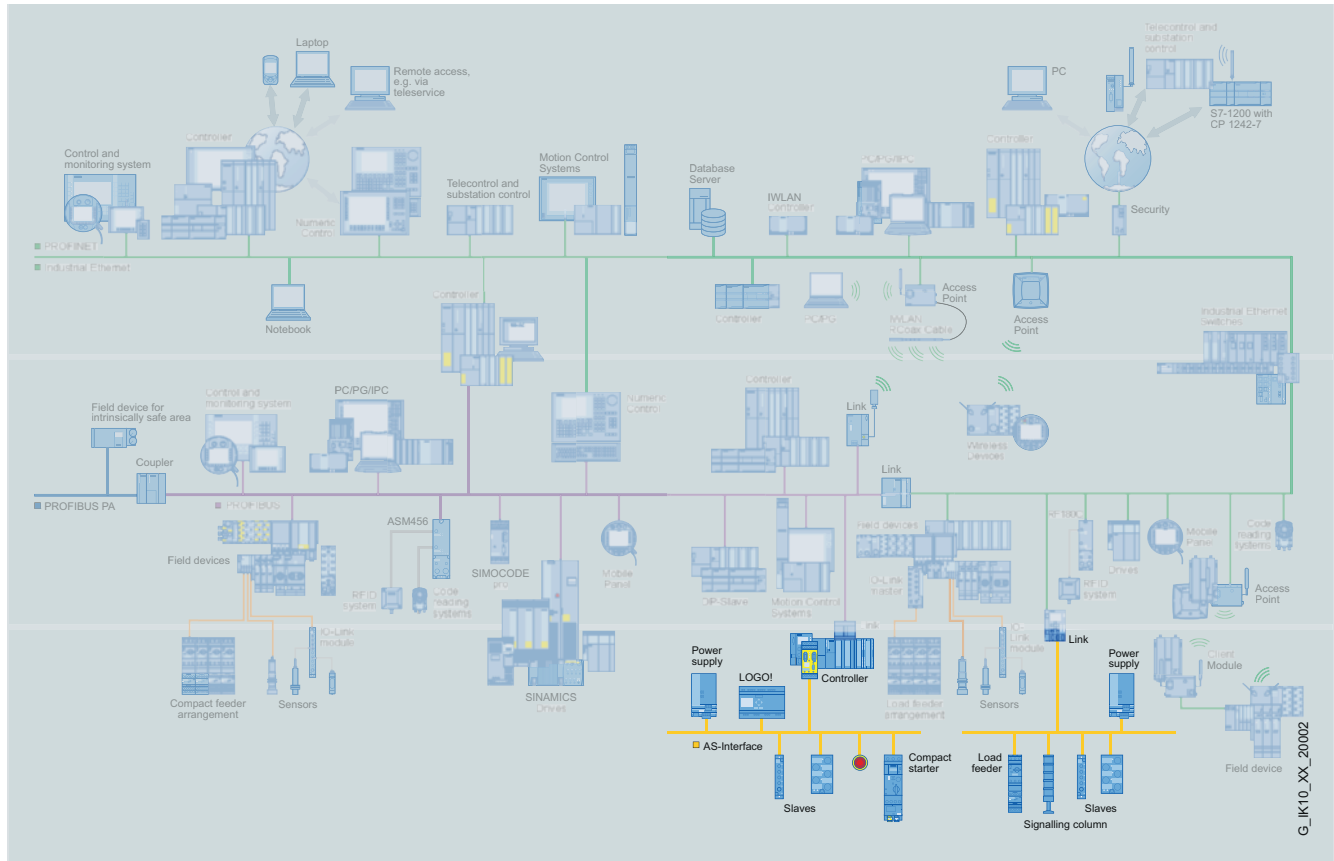 Laptop
Remote access,
e.g. via
teleservice
Controller
Control and
monitoring system
Numeric
Control
Telecontrol and
substation control
Motion Control
Systems
Database
Server
IWLAN
Controller
PC/PG/IPC
Controller
PC
Telecontrol and
substation
control
S7-1200 with
CP 1242-7
Security
PROFINET
Industrial Ethernet
Notebook
Controller
Controller
PC/PG
Access
Point
IWLAN
RCoax Cable
Access
Point
Industrial Ethernet
Switches
Field device for
intrinsically safe area
Control and
monitoring system
PC/PG/IPC
Numeric
Control
Controller
Link
Wireless
Devices
Coupler
Link
PROFIBUS PA
PROFIBUS
Field devices
ASM456
RFID
system
Code
reading
systems
SIMOCODE
pro
Mobile
Panel
DP-Slave
Motion Control
Systems
Field devices
IO-Link
master
RF180C
RFID
system
Drives
Mobile
Panel
Code
reading
systems
Access
Point
IO-Link
module
Compact feeder
arrangement
Sensors
SINAMICS
Drives
Link
Power
supply
LOGO!
Controller
Load feeder
arrangement
Sensors
IO-
Link
module
Link
Power
supply
Client
Module
AS-Interface
Slaves
Compact
starter
Load
feeder
Signalling column
Slaves
Field device
G_IK10_XX_20002